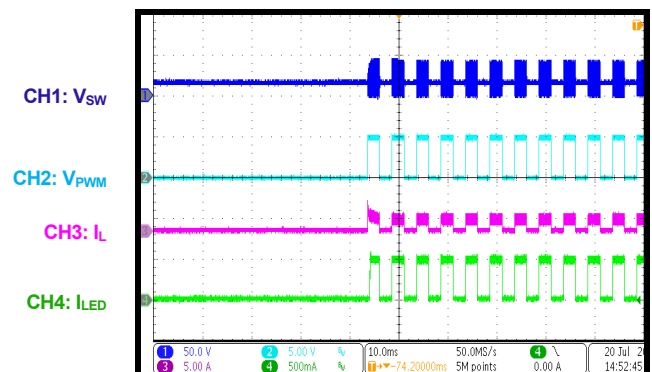 T
CH1: VSW
1
CH2: VPWM
2
CH3: IL
3
CH4: ILED
4
1 50.0 V 2 5.00 V 10.0ms 50.0MS/s 4 \ 20 Jul
3 5.00 A 4 500mA T→▼-74.20000ms 5M points 0.00 A 14:52:45